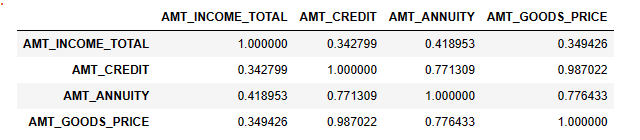 AMT_INCOME_TOTAL AMT_CREDIT AMT_ANNUITY AMT_GOODS_PRICE
AMT_INCOME_TOTAL 1.000000 0.342799 0.418953 0.349426
AMT_CREDIT 0.342799 1.000000 0.771309 0.987022
AMT_ANNUITY 0.418953 0.771309 1.000000 0.776433
AMT_GOODS_PRICE 0.349426 0.987022 0.776433 1.000000